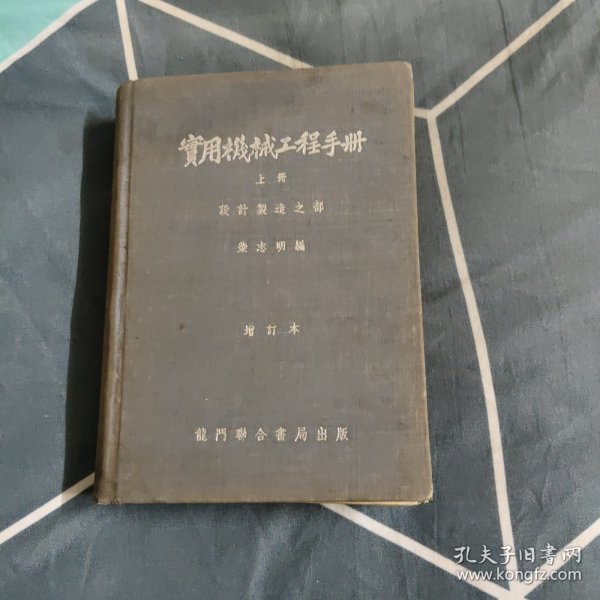 實用機械工程手册
上冊
設計製造之部
柴志明編
增訂本
龍門聯合書局出版
孔夫子旧书网
www.kongfz.com